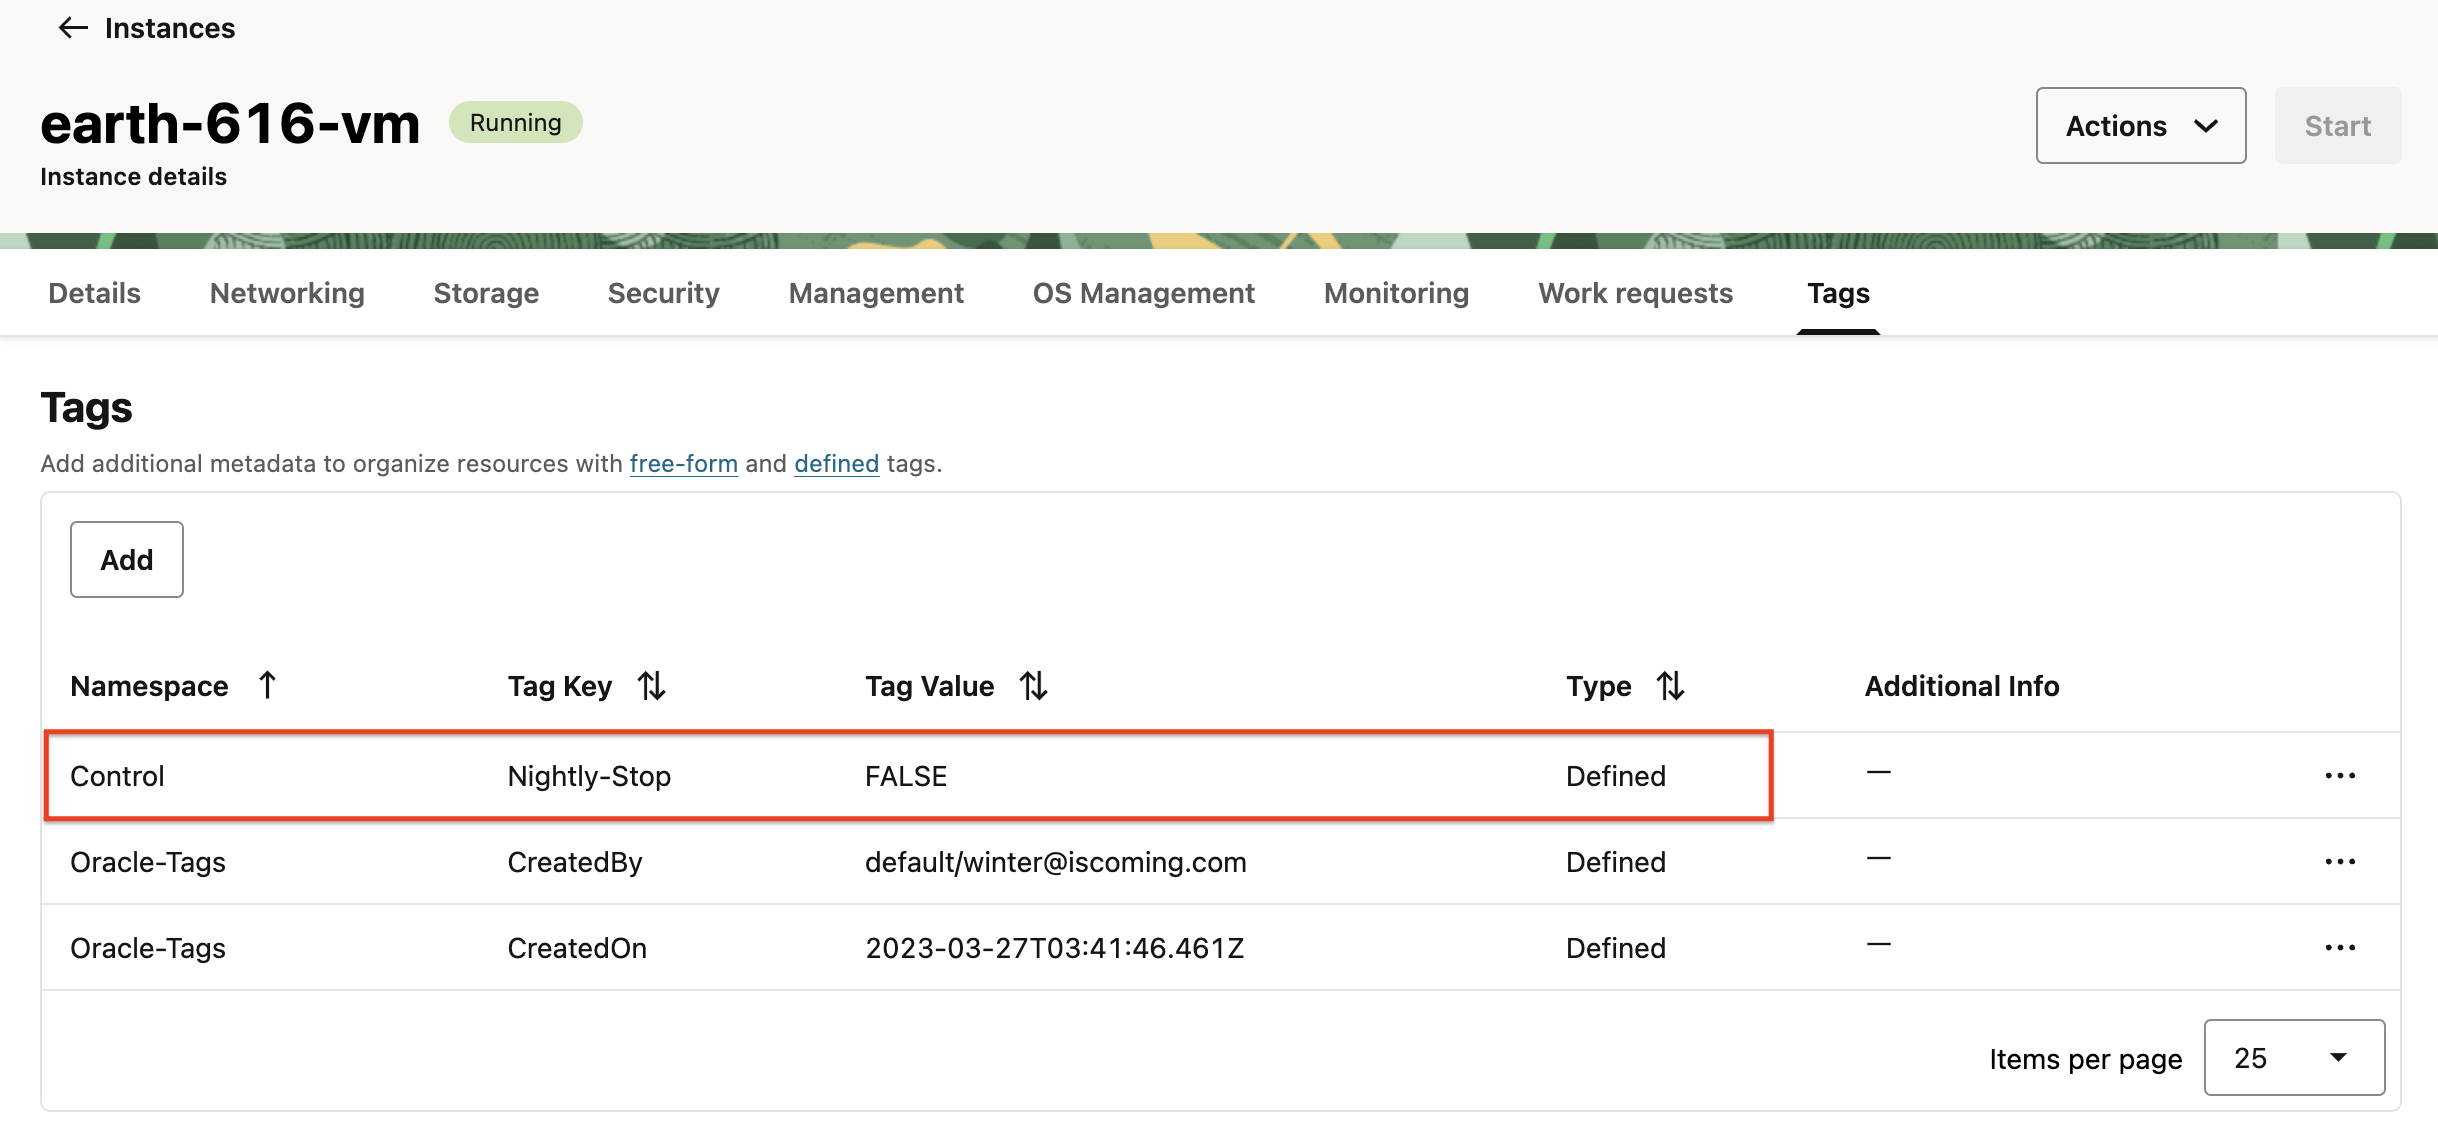 Instances
earth-616-vm Running
Instance details
Actions Start
Details Networking Storage Security Management OS Management Monitoring Work requests Tags
Tags
Add additional metadata to organize resources with free-form and defined tags.
Add
Namespace Tag Key Tag Value Type Additional Info
Control Nightly-Stop FALSE Defined —
Oracle-Tags CreatedBy default/winter@iscoming.com Defined —
Oracle-Tags CreatedOn 2023-03-27T03:41:46.461Z Defined —
Items per page 25